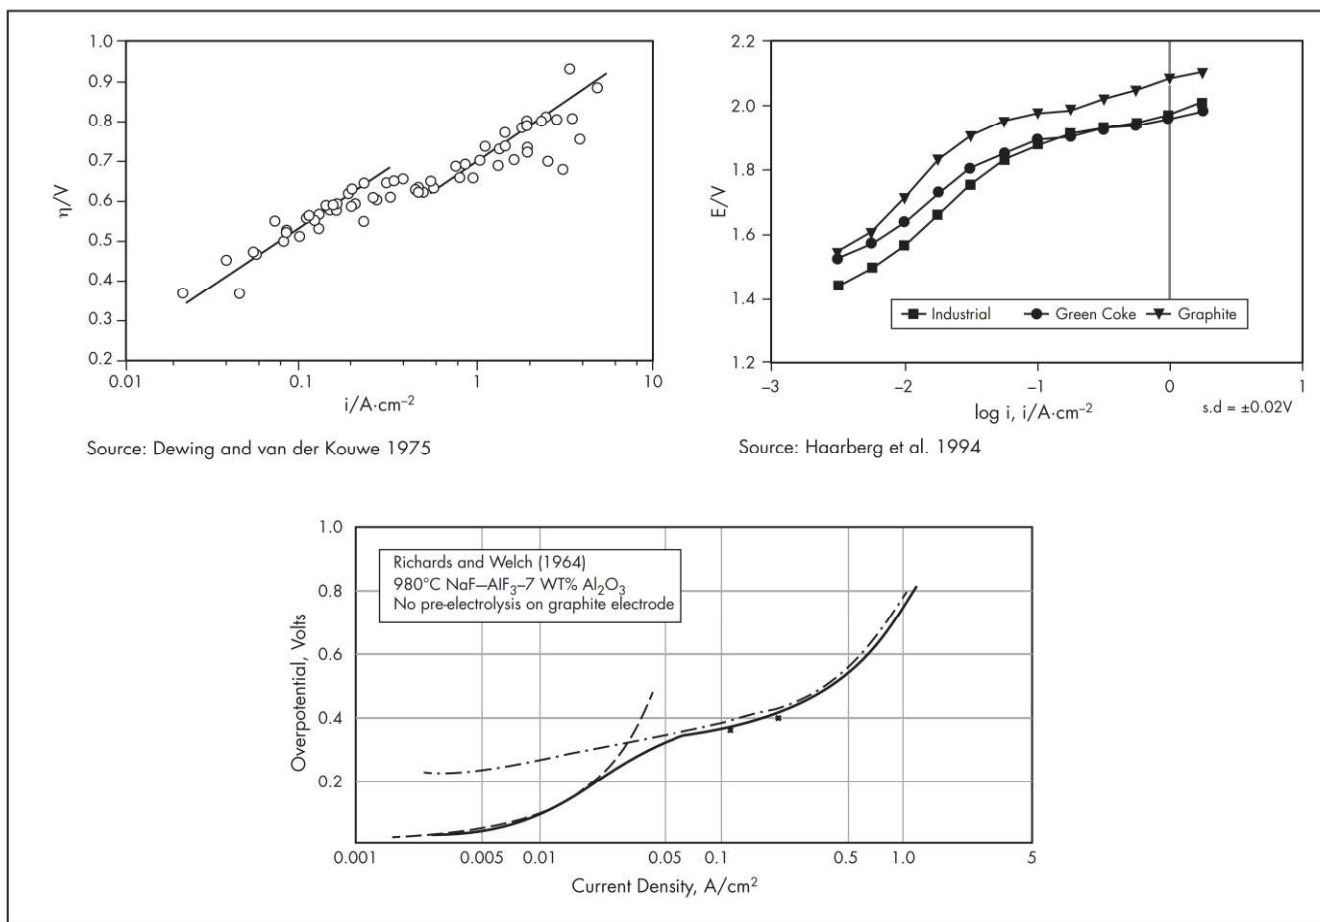 1.0
0.9
0.8
0.7
0.6
0.5
0.4
0.3
0.2
η/V
0.01 0.1 1 10
i/A·cm–2
Source: Dewing and van der Kouwe 1975
2.2
2.0
1.8
1.6
1.4
1.2
E/V
Industrial Green Coke Graphite
–3 –2 –1 0 1
log i, i/A·cm–2
s.d = ±0.02V
Source: Haarberg et al. 1994
1.0
0.8
0.6
0.4
0.2
Overpotential, Volts
Richards and Welch (1964)
980°C NaF—AlF3–7 WT% Al2O3
No pre-electrolysis on graphite electrode
0.001 0.005 0.01 0.05 0.1 0.5 1.0 5
Current Density, A/cm2